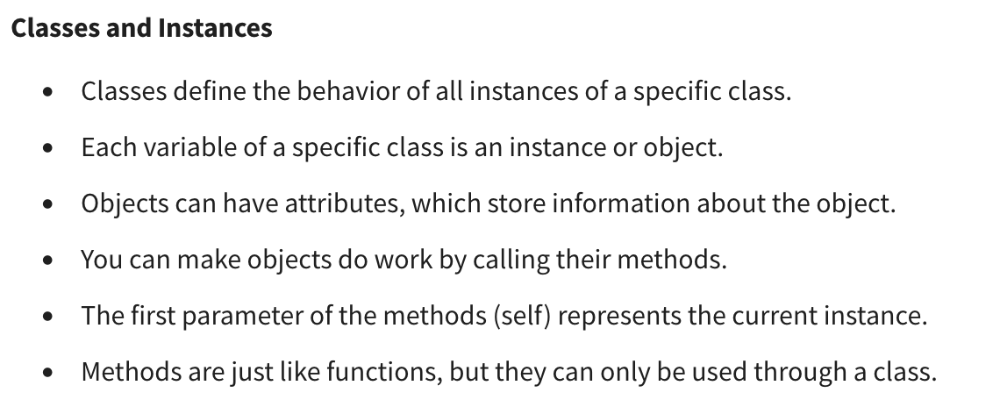 Classes and Instances
• Classes define the behavior of all instances of a specific class.
• Each variable of a specific class is an instance or object.
• Objects can have attributes, which store information about the object.
• You can make objects do work by calling their methods.
• The first parameter of the methods (self) represents the current instance.
• Methods are just like functions, but they can only be used through a class.